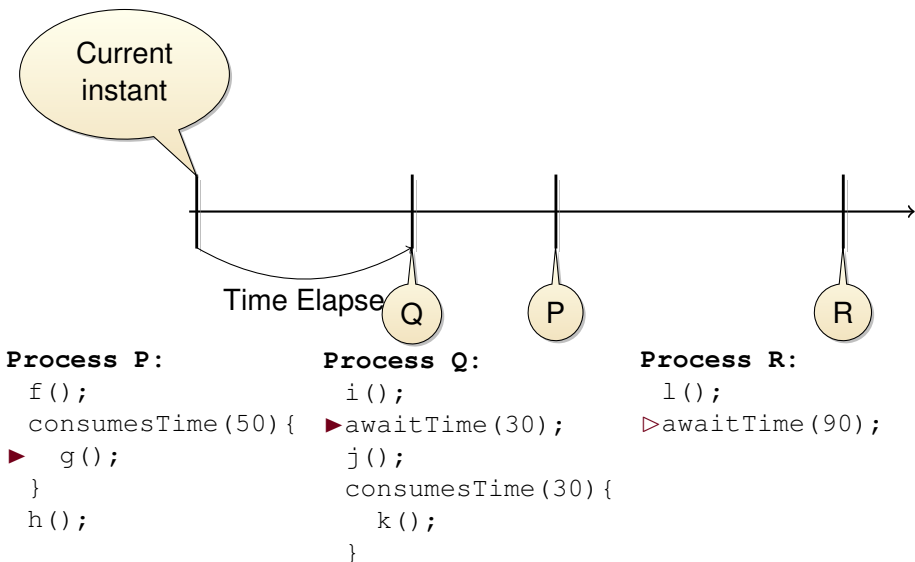 Current
instant
Time Elapse
Q
P
R
Process P:
f();
consumesTime(50){
g();
}
h();
Process Q:
i();
awaitTime(30);
j();
consumesTime(30){
k();
}
Process R:
l();
awaitTime(90);